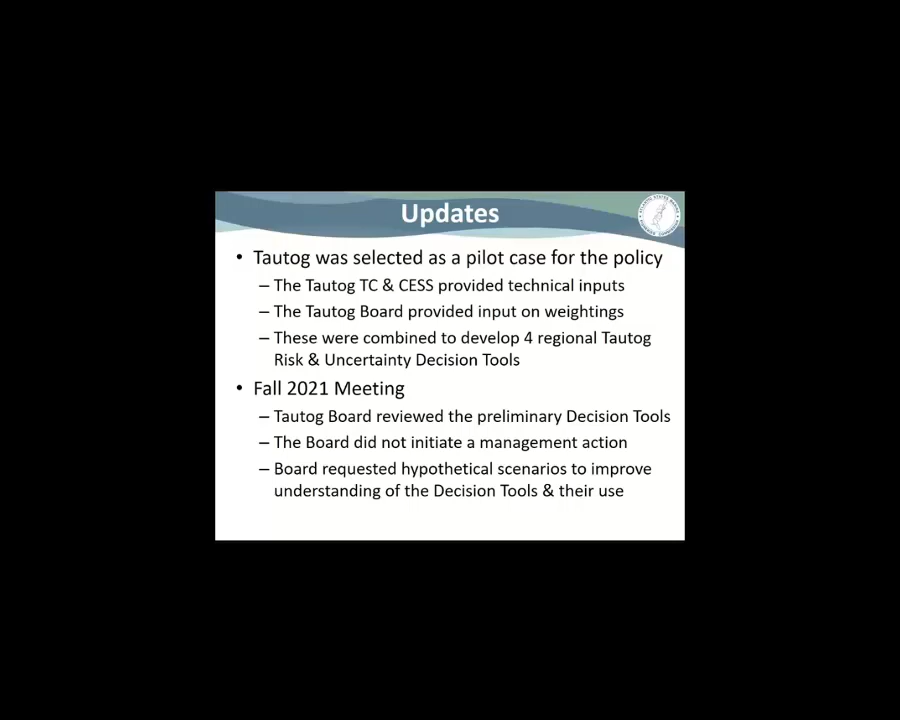 Updates
• Tautog was selected as a pilot case for the policy
– The Tautog TC & CESS provided technical inputs
– The Tautog Board provided input on weightings
– These were combined to develop 4 regional Tautog
Risk & Uncertainty Decision Tools
• Fall 2021 Meeting
– Tautog Board reviewed the preliminary Decision Tools
– The Board did not initiate a management action
– Board requested hypothetical scenarios to improve
understanding of the Decision Tools & their use